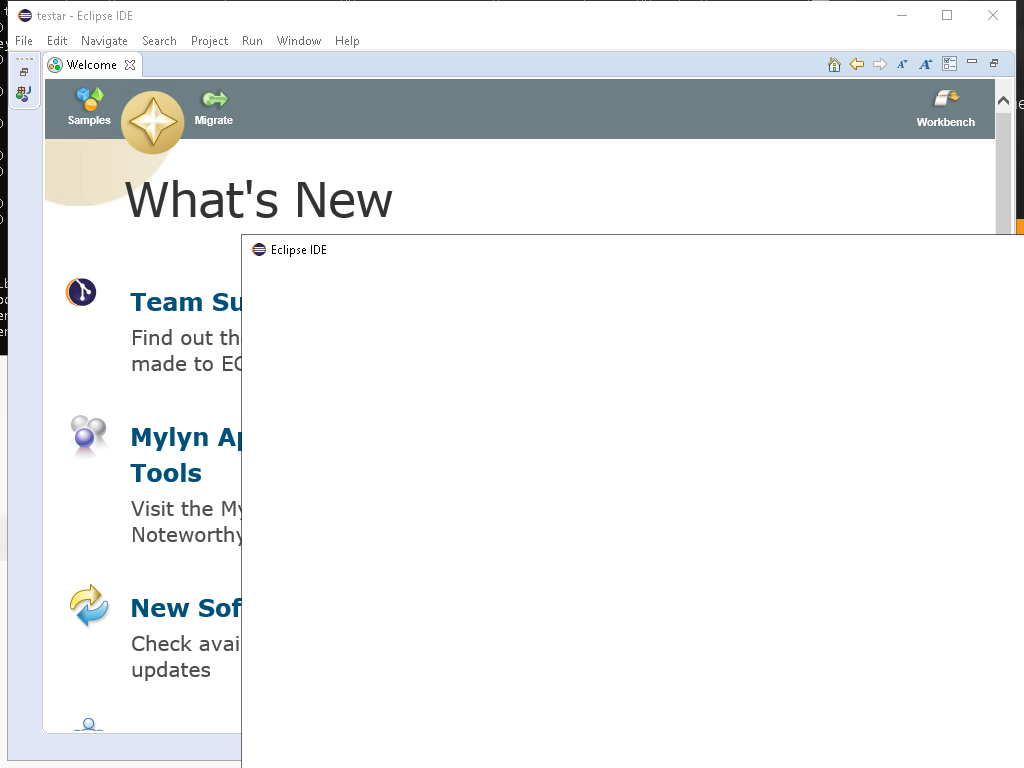 testar - Eclipse IDE
File Edit Navigate Search Project Run Window Help
Welcome
Samples
Migrate
Workbench
What's New
Eclipse IDE
Team Su
Find out th
made to EC
Mylyn Ap
Tools
Visit the My
Noteworthy
New Sof
Check avai
updates